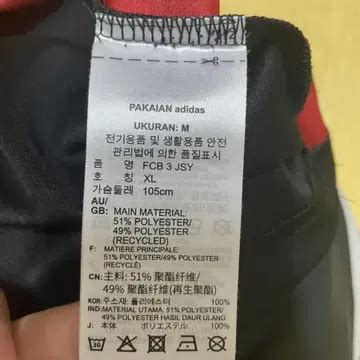 PAKAIAN adidas
UKURAN: M
전기용품 및 생활용품 안전
관리법에 의한 품질표시
품 명 FCB 3 JSY
호 칭 XL
가슴둘레 105cm
AU/
GB: MAIN MATERIAL:
51% POLYESTER/
49% POLYESTER
(RECYCLED)
F: MATIERE PRINCIPALE:
51% POLYESTER/49% POLYESTER
(RECYCLED)
CN: 主料: 51% 聚酯纤维/
49% 聚酯纤维(再生聚酯)
KOR: 주소재: 폴리에스터 100%
IND: MATERIAL UTAMA: 51% POLYESTER/
49% POLYESTER HASIL DAUR ULANG
J: 本体 ポリエステル 100%
30